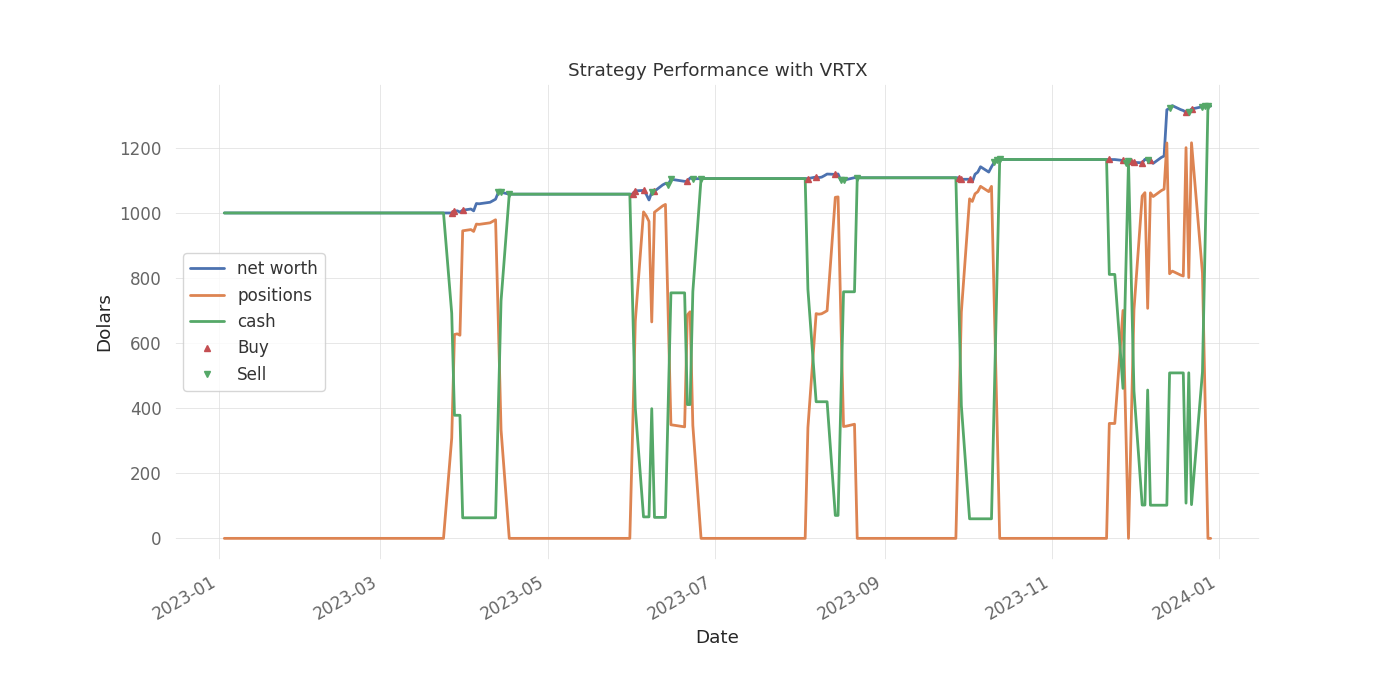 Strategy Performance with VRTX
Dolars
1200
1000
800
600
400
200
0
net worth
positions
cash
Buy
Sell
2023-01
2023-03
2023-05
2023-07
2023-09
2023-11
2024-01
Date